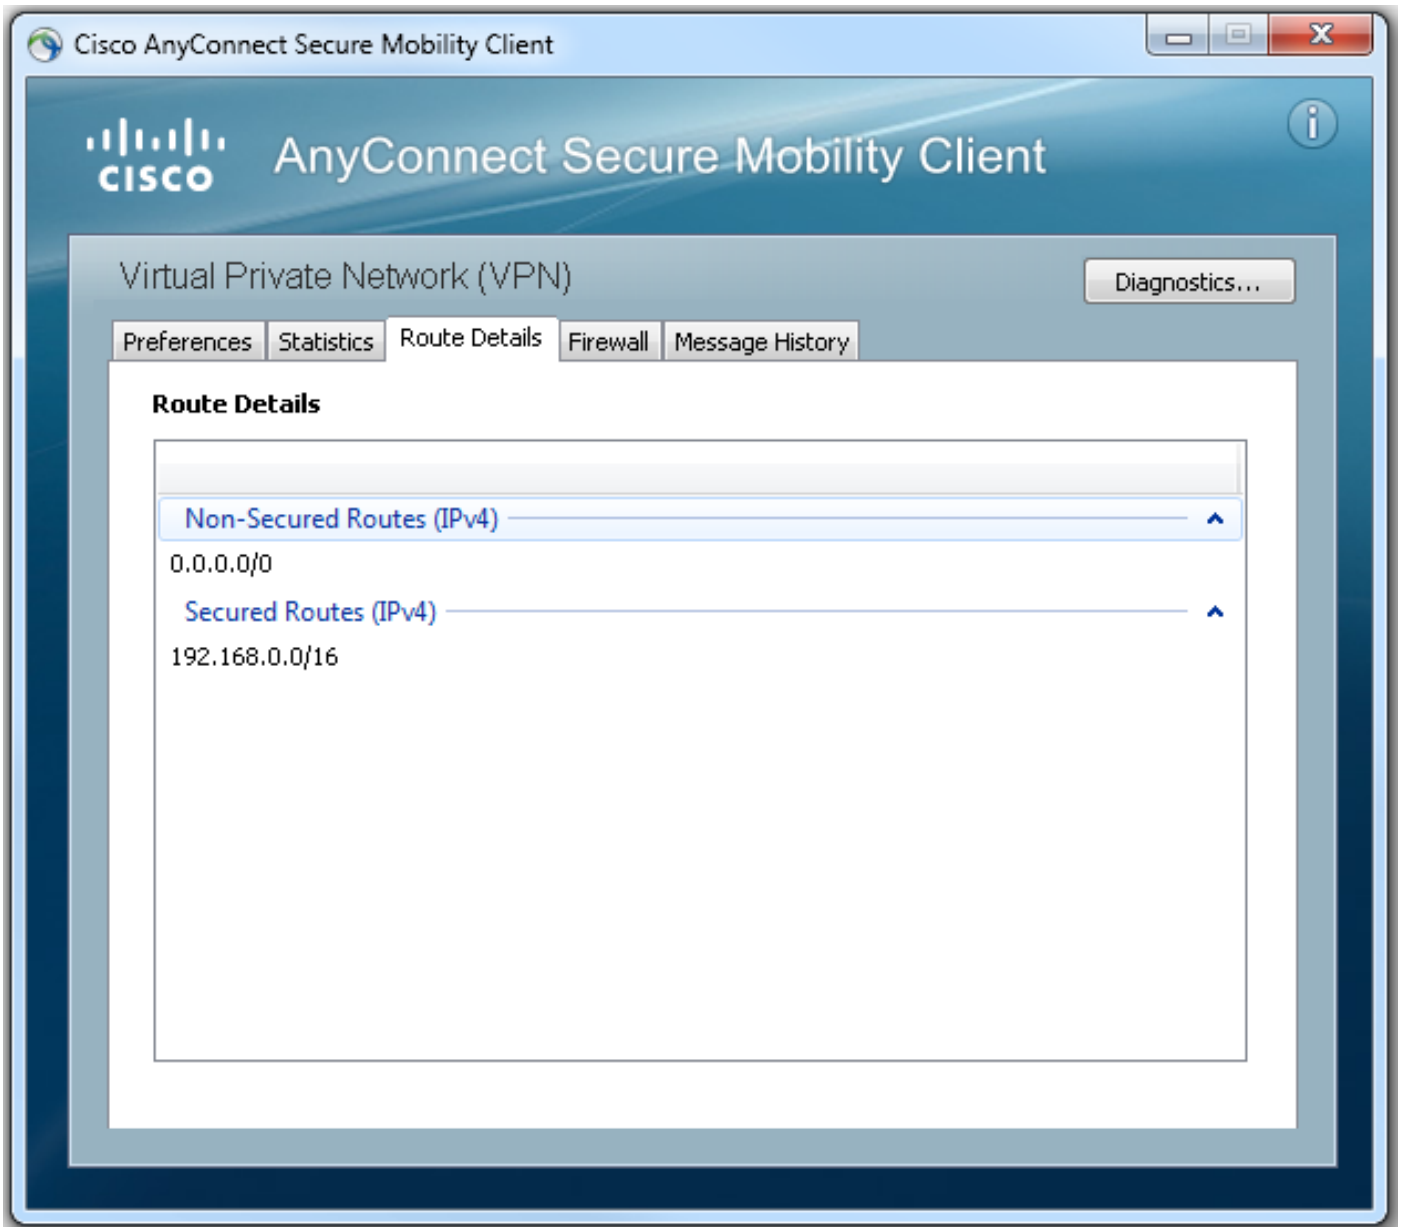 Cisco AnyConnect Secure Mobility Client
CISCO AnyConnect Secure Mobility Client
Virtual Private Network (VPN)
Diagnostics...
Preferences Statistics Route Details Firewall Message History
Route Details
Non-Secured Routes (IPv4)
0.0.0.0/0
Secured Routes (IPv4)
192.168.0.0/16